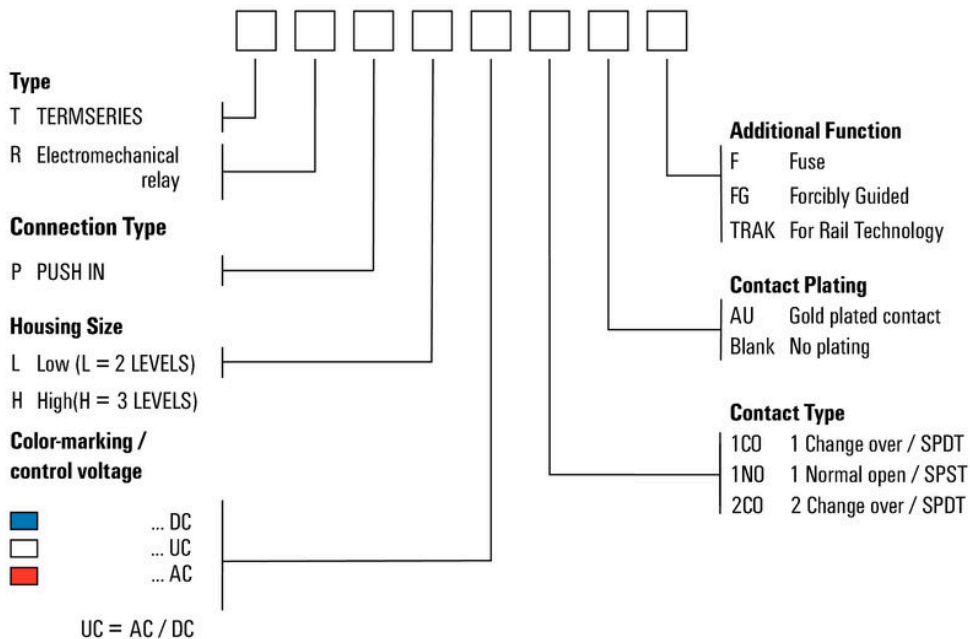 Type
T TERMSERIES
R Electromechanical
relay
Connection Type
P PUSH IN
Housing Size
L Low (L = 2 LEVELS)
H High(H = 3 LEVELS)
Color-marking /
control voltage
... DC
... UC
... AC
UC = AC / DC
Additional Function
F Fuse
FG Forcibly Guided
TRAK For Rail Technology
Contact Plating
AU Gold plated contact
Blank No plating
Contact Type
1CO 1 Change over / SPDT
1NO 1 Normal open / SPST
2CO 2 Change over / SPDT